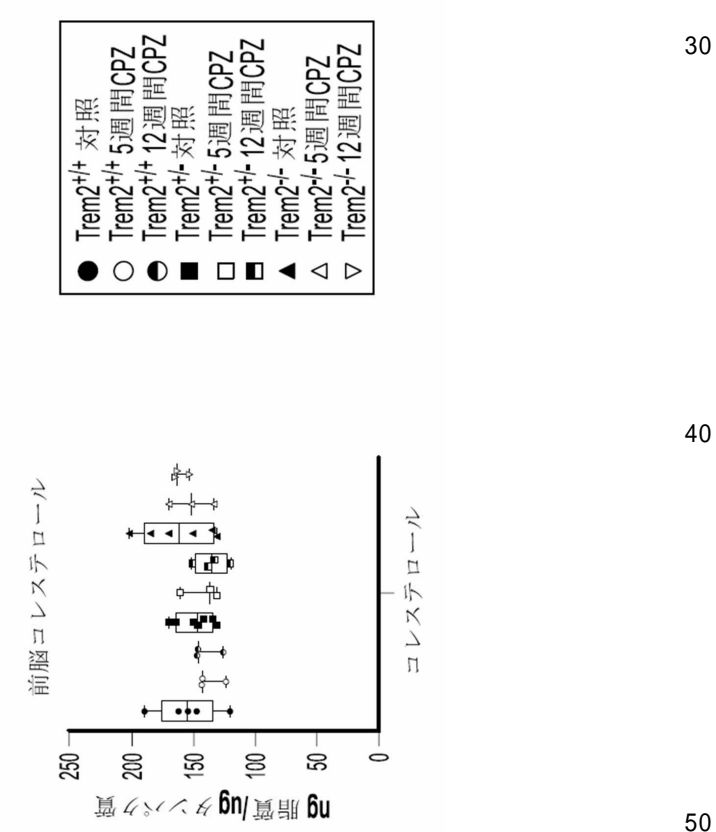 ● Trem2+/+ 対照
○ Trem2+/+ 5週間CPZ
◐ Trem2+/+ 12週間CPZ
■ Trem2+/- 対照
□ Trem2+/- 5週間CPZ
◧ Trem2+/- 12週間CPZ
▲ Trem2-/- 対照
△ Trem2-/- 5週間CPZ
▽ Trem2-/- 12週間CPZ
前脳コレステロール
ng 脂質/ug タンパク質
250
200
150
100
50
0
コレステロール
30
40
50